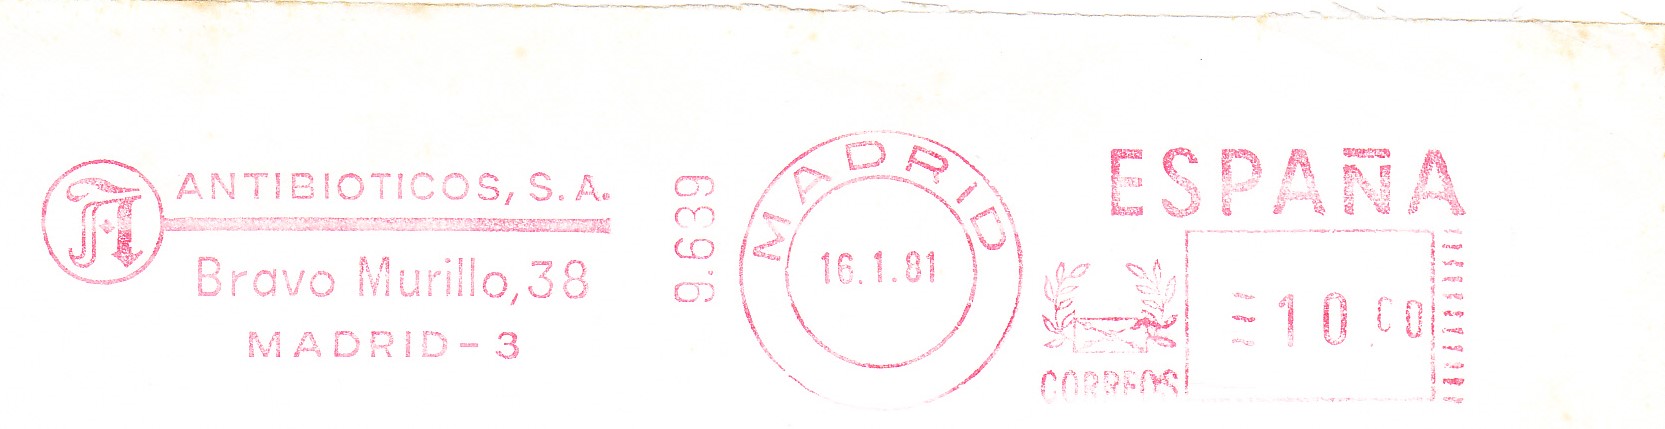 ANTIBIOTICOS, S.A.
Bravo Murillo, 38
MADRID-3
9.639
MADRID
16.1.81
ESPAÑA
CORREOS
≡10 00